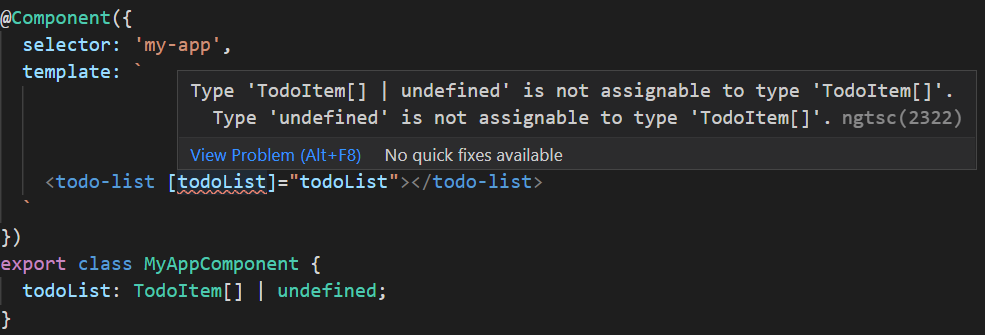 @Component({
  selector: 'my-app',
  template: `
Type 'TodoItem[] | undefined' is not assignable to type 'TodoItem[]'.
  Type 'undefined' is not assignable to type 'TodoItem[]'. ngtsc(2322)
View Problem (Alt+F8) No quick fixes available
    <todo-list [todoList]="todoList"></todo-list>
  `
})
export class MyAppComponent {
  todoList: TodoItem[] | undefined;
}